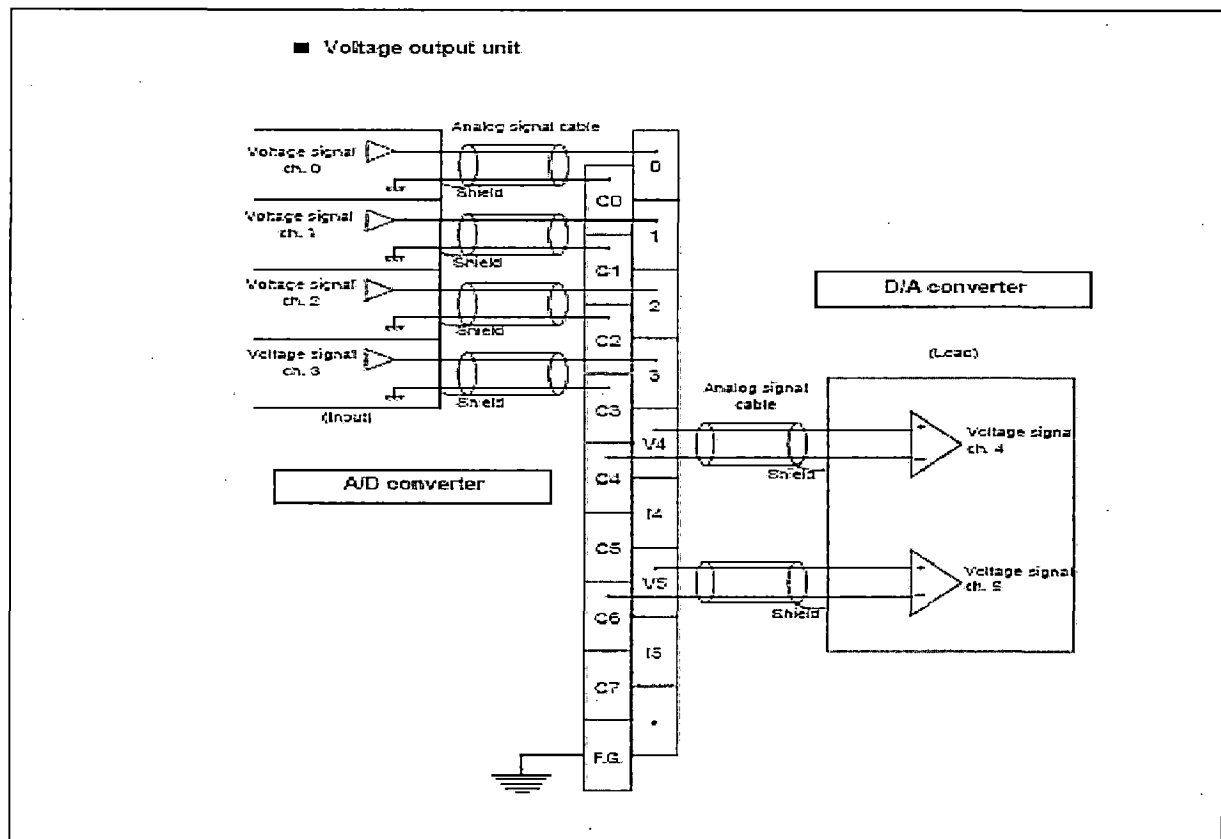 ■ Voltage output unit
Analog signal cable
Voltage signal
ch. 0
Shield
0
C0
Voltage signal
ch. 1
Shield
1
C1
Voltage signal
ch. 2
Shield
2
C2
Voltage signal
ch. 3
Shield
3
C3
(Input)
A/D converter
D/A converter
(Load)
Analog signal
cable
V4
C4
Shield
Voltage signal
ch. 4
I4
C5
V5
C6
Shield
Voltage signal
ch. 5
I5
C7
•
F.G.